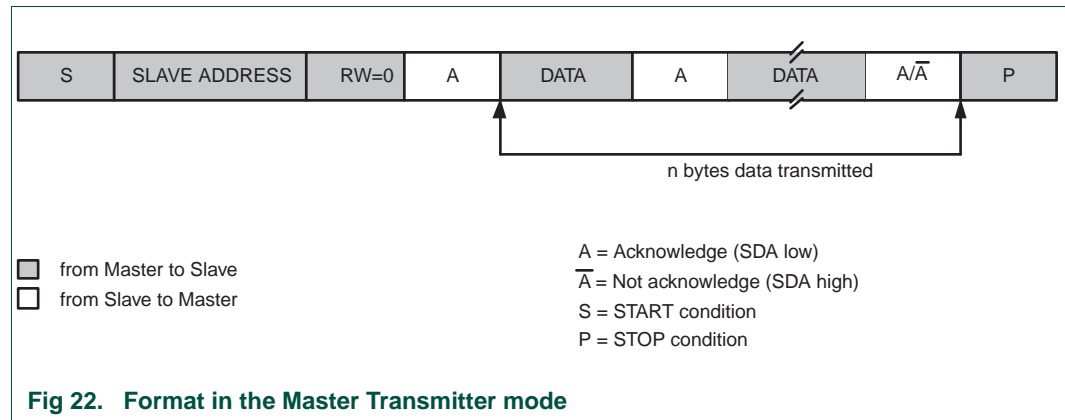 S SLAVE ADDRESS RW=0 A DATA A DATA A/A̅ P
n bytes data transmitted
from Master to Slave
from Slave to Master
A = Acknowledge (SDA low)
A̅ = Not acknowledge (SDA high)
S = START condition
P = STOP condition
Fig 22. Format in the Master Transmitter mode